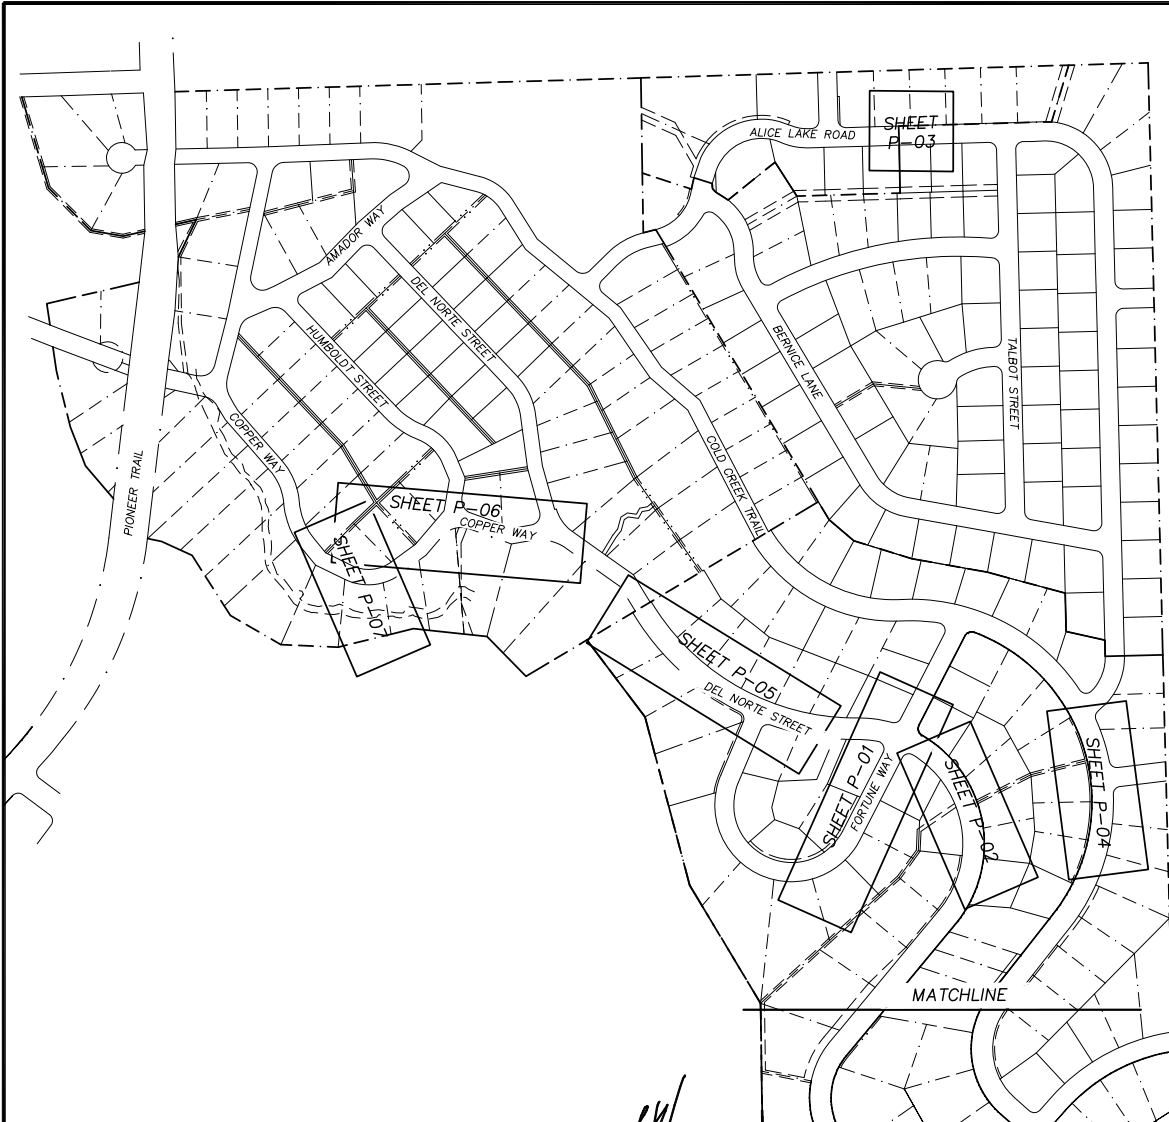 ALICE LAKE ROAD
SHEET
P-03
AMADOR WAY
DEL NORTE STREET
HUMBOLDT STREET
BERNICE LANE
TALBOT STREET
COPPER WAY
COLD CREEK TRAIL
PIONEER TRAIL
SHEET P-06
COPPER WAY
SHEET P-07
SHEET P-05
DEL NORTE STREET
SHEET P-01
FORTUNE WAY
SHEET P-02
SHEET P-04
MATCHLINE